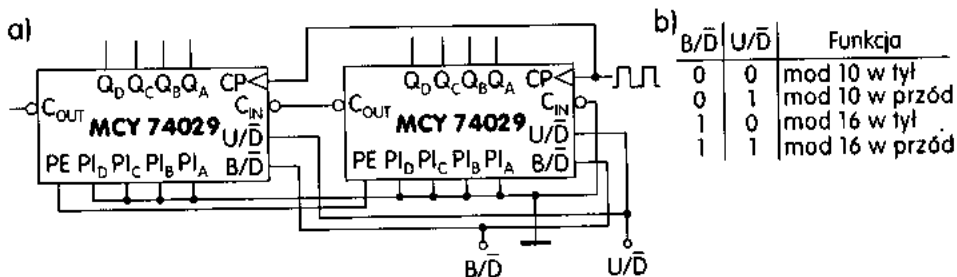 a)
Q_D Q_C Q_B Q_A CP
C_OUT C_IN
MCY 74029
U/D̅
PE PI_D PI_C PI_B PI_A B/D̅
Q_D Q_C Q_B Q_A CP
C_OUT C_IN
MCY 74029
U/D̅
PE PI_D PI_C PI_B PI_A B/D̅
B/D̅ U/D̅
b)
B/D̅ U/D̅ Funkcja
0 0 mod 10 w tył
0 1 mod 10 w przód
1 0 mod 16 w tył
1 1 mod 16 w przód